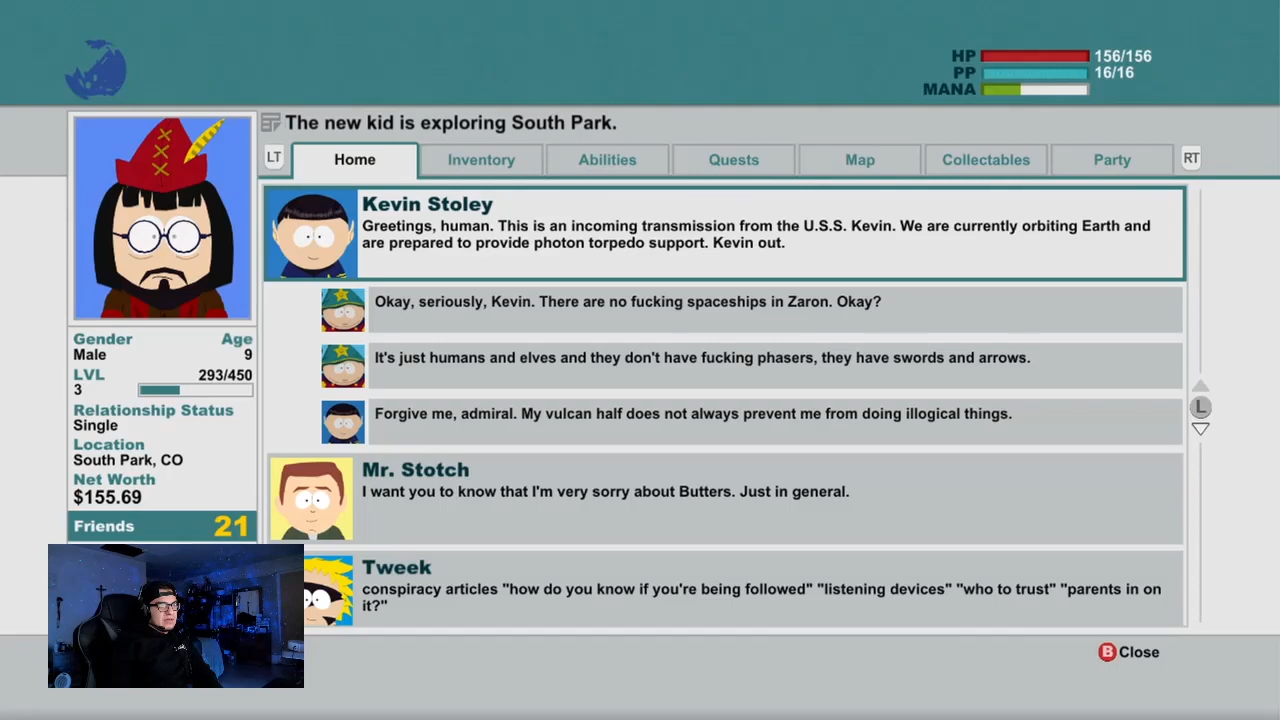 HP 156/156
PP 16/16
MANA
The new kid is exploring South Park.
LT Home Inventory Abilities Quests Map Collectables Party RT
Gender Age
Male 9
LVL 293/450
3
Relationship Status
Single
Location
South Park, CO
Net Worth
$155.69
Friends 21
Kevin Stoley
Greetings, human. This is an incoming transmission from the U.S.S. Kevin. We are currently orbiting Earth and
are prepared to provide photon torpedo support. Kevin out.
Okay, seriously, Kevin. There are no fucking spaceships in Zaron. Okay?
It's just humans and elves and they don't have fucking phasers, they have swords and arrows.
Forgive me, admiral. My vulcan half does not always prevent me from doing illogical things.
L
Mr. Stotch
I want you to know that I'm very sorry about Butters. Just in general.
Tweek
conspiracy articles "how do you know if you're being followed" "listening devices" "who to trust" "parents in on
it?"
B Close